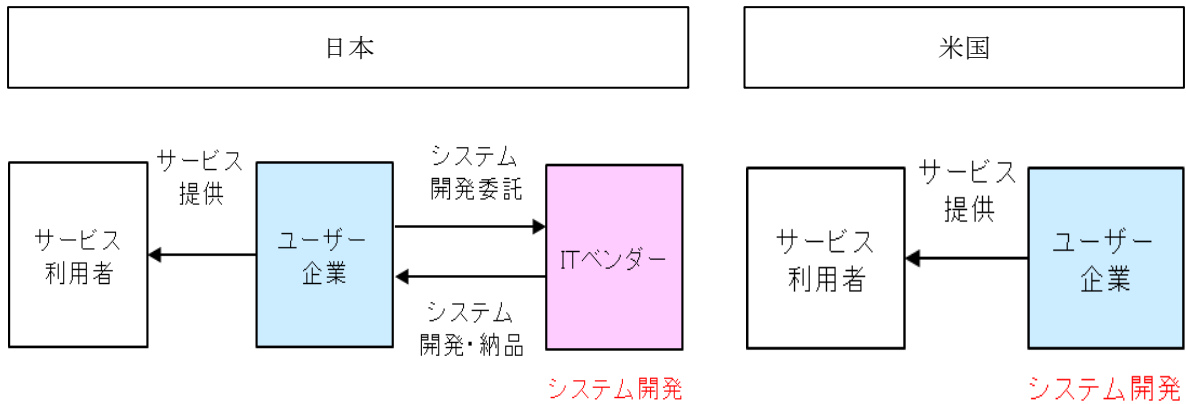 日本
米国
サービス
提供
システム
開発委託
サービス
利用者
ユーザー
企業
ITベンダー
システム
開発・納品
システム開発
サービス
提供
サービス
利用者
ユーザー
企業
システム開発